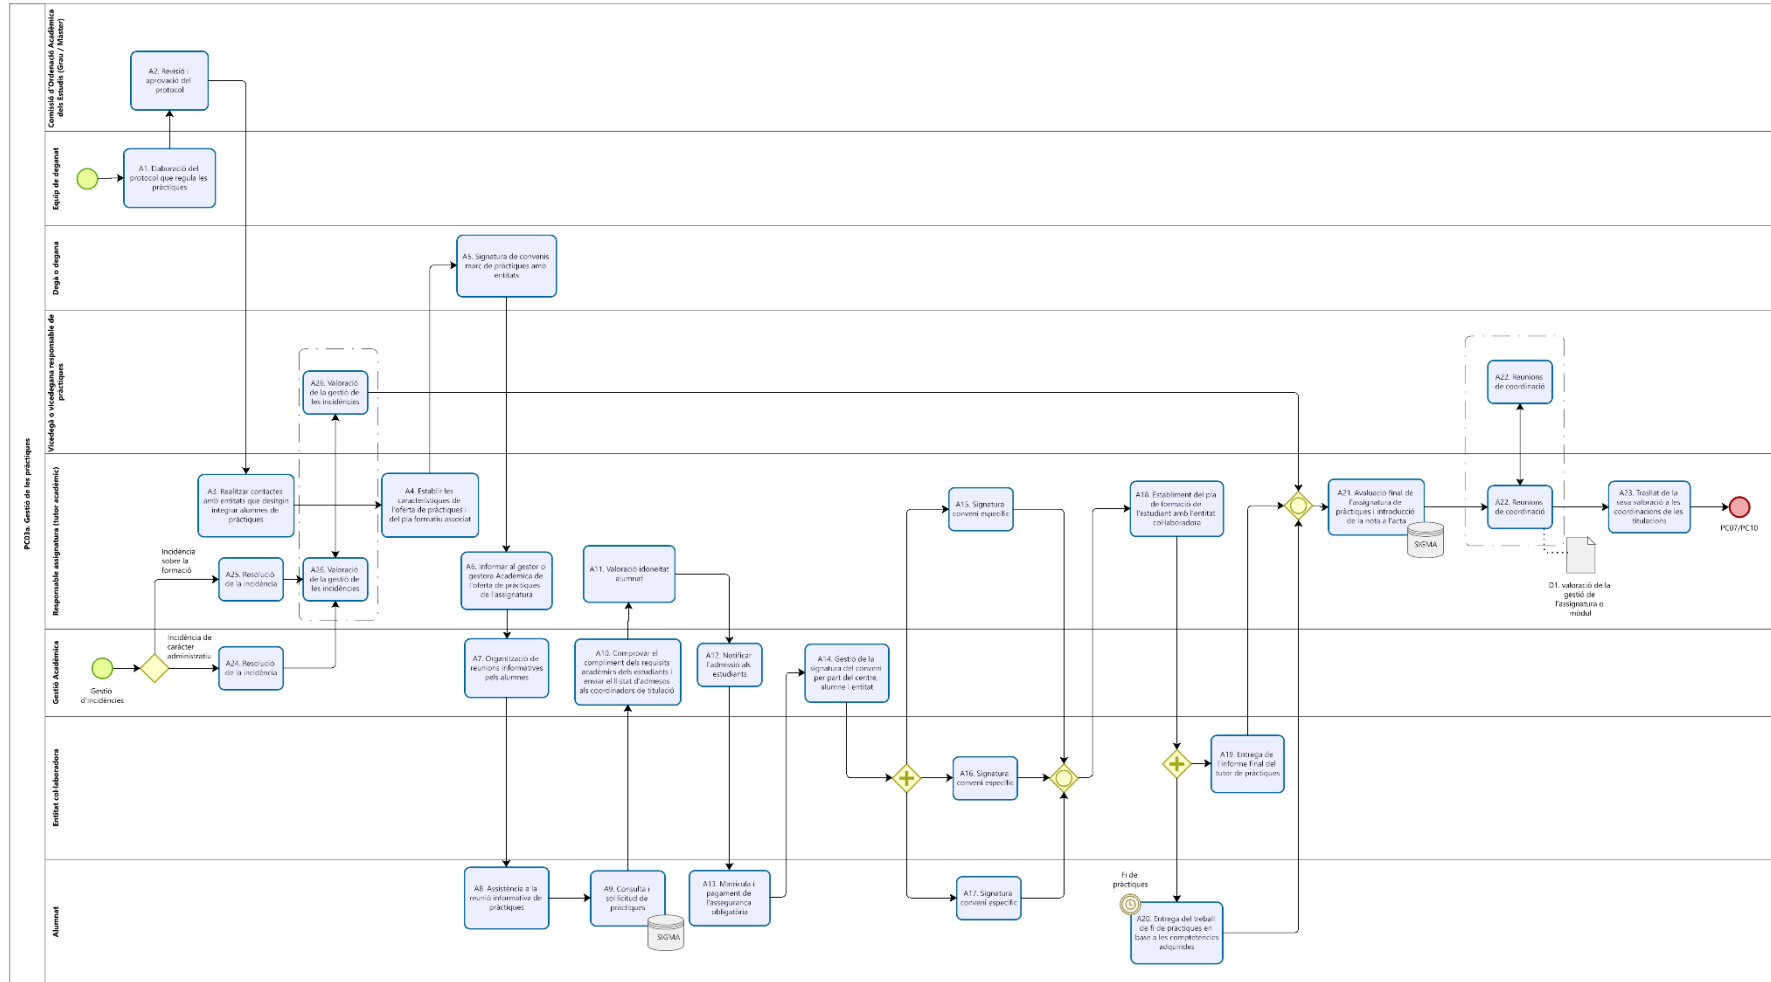 PC03a. Gestió de les pràctiques
Comissió d'Ordenació Acadèmica
dels Estudis (Grau / Màster)
A2. Revisió i
aprovació del
protocol
Equip de deganat
A1. Elaboració del
protocol que regula les
pràctiques
Degà o degana
A5. Signatura de convenis
marc de pràctiques amb
entitats
Vicedegà o vicedegana responsable de
pràctiques
A26. Valoració
de la gestió de
les incidències
A22. Reunions
de coordinació
Responsable assignatura (tutor acadèmic)
A3. Realitzar contactes
amb entitats que desitgin
integrar alumnes de
pràctiques
A4. Establir les
característiques de
l'oferta de pràctiques i
del pla formatiu associat
A15. Signatura
conveni específic
A18. Establiment del pla
de formació de
l'estudiant amb l'entitat
col·laboradora
A21. Avaluació final de
l'assignatura de
pràctiques i introducció
de la nota a l'acta
SIGMA
A22. Reunions
de coordinació
A23. Trasllat de la
seva valoració a les
coordinacions de les
titulacions
PC07/PC10
Incidència
sobre la
formació
A25. Resolució
de la incidència
A26. Valoració
de la gestió de
les incidències
A6. Informar al gestor o
gestora Acadèmica de
l'oferta de pràctiques
de l'assignatura
A11. Valoració idoneïtat
alumnat
D1. valoració de la
gestió de
l'assignatura o
mòdul
Gestió Acadèmica
Gestió
d'incidències
Incidència de
caràcter
administratiu
A24. Resolució
de la incidència
A7. Organització de
reunions informatives
pels alumnes
A10. Comprovar el
compliment dels requisits
acadèmics dels estudiants i
enviar el llistat d'admesos
als coordinadors de titulació
A12. Notificar
l'admissió als
estudiants
A14. Gestió de la
signatura del conveni
per part del centre,
alumne i entitat
Entitat col·laboradora
A16. Signatura
conveni específic
A19. Entrega de
l'informe final del
tutor de pràctiques
Alumnat
A8. Assistència a la
reunió informativa de
pràctiques
A9. Consulta i
sol·licitud de
pràctiques
SIGMA
A13. Matrícula i
pagament de
l'assegurança
obligatòria
A17. Signatura
conveni específic
Fi de
pràctiques
A20. Entrega del treball
de fi de pràctiques en
base a les comptetències
adquirides